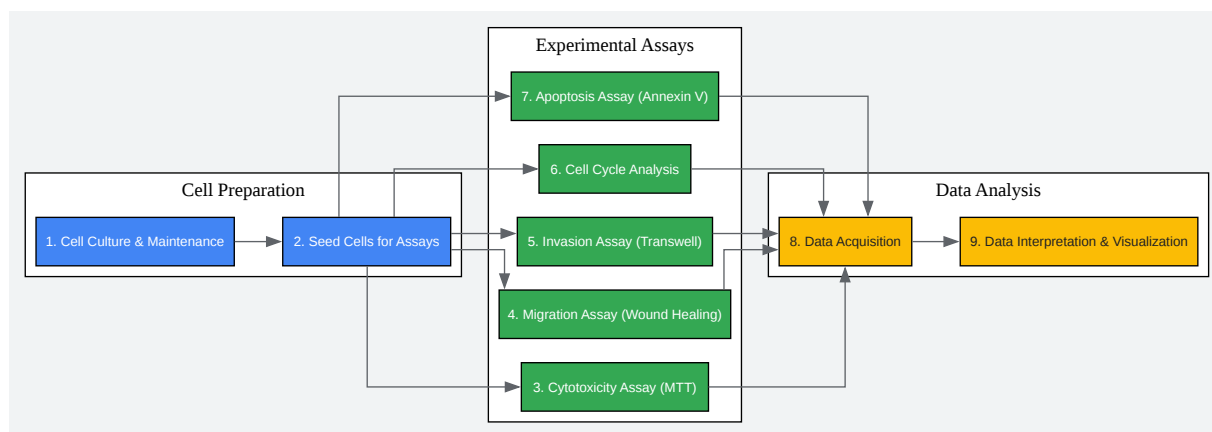 Experimental Assays
7. Apoptosis Assay (Annexin V)
6. Cell Cycle Analysis
Cell Preparation
Data Analysis
1. Cell Culture & Maintenance
2. Seed Cells for Assays
5. Invasion Assay (Transwell)
8. Data Acquisition
9. Data Interpretation & Visualization
4. Migration Assay (Wound Healing)
3. Cytotoxicity Assay (MTT)